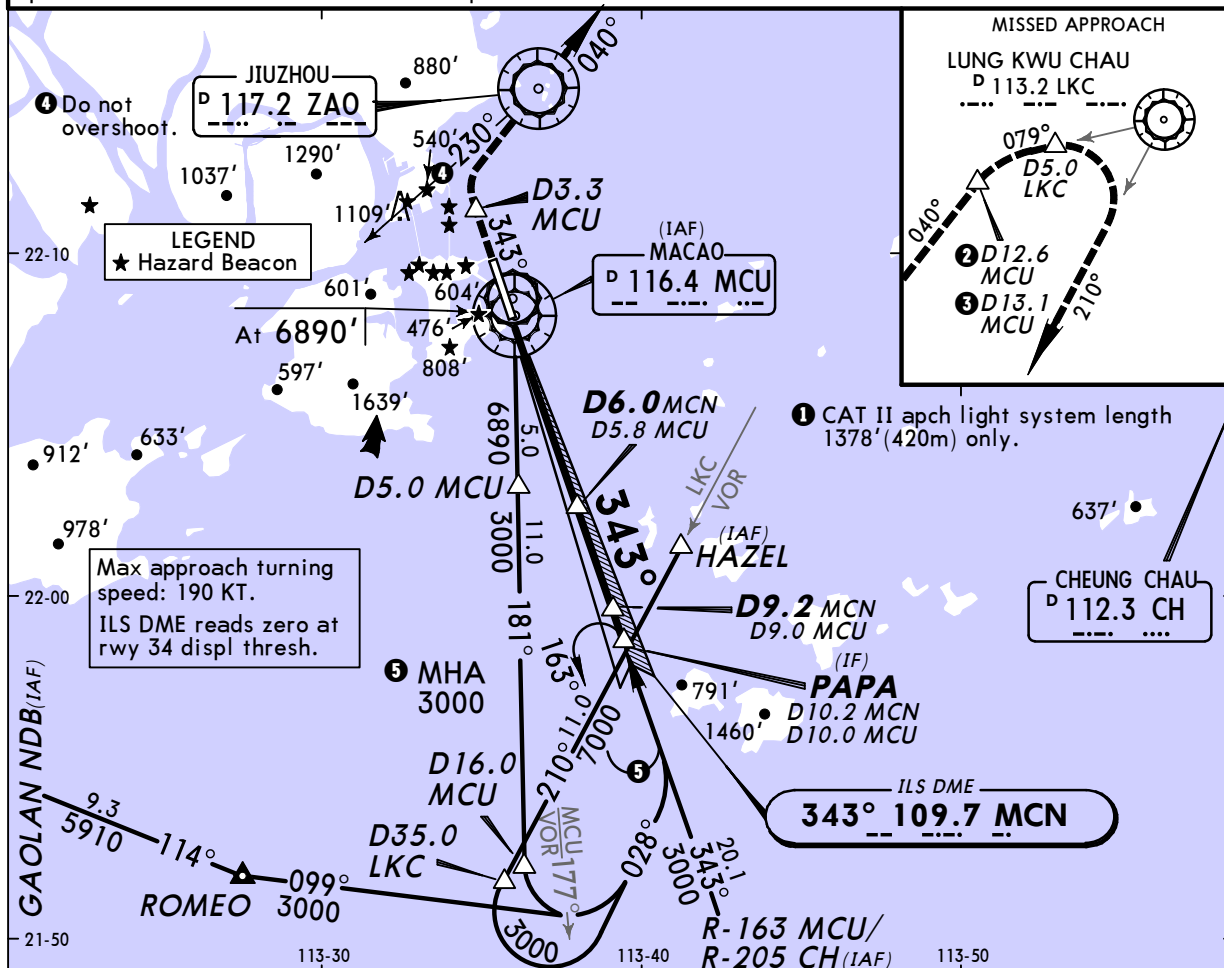 MISSED APPROACH
LUNG KWU CHAU
D 113.2 LKC
079°
D5.0
LKC
040°
❷ D12.6
MCU
❸ D13.1
MCU
210°
JIUZHOU
D 117.2 ZAO
040°
880'
❹ Do not
overshoot.
540'
230°
❹
1290'
1037'
1109'
D3.3
MCU
343°
LEGEND
★ Hazard Beacon
22-10
(IAF)
MACAO
D 116.4 MCU
601'
604'
At 6890'
476'
808'
597'
1639'
633'
912'
978'
D6.0 MCN
D5.8 MCU
❶ CAT II apch light system length
1378' (420m) only.
6890
5.0
D5.0 MCU
3000
11.0
181°
343°
LKC
VOR
(IAF)
HAZEL
637'
CHEUNG CHAU
D 112.3 CH
Max approach turning
speed: 190 KT.
ILS DME reads zero at
rwy 34 displ thresh.
22-00
D9.2 MCN
D9.0 MCU
(IF)
PAPA
D10.2 MCN
D10.0 MCU
163°
❺ MHA
3000
791'
1460'
11.0
7000
210°
❺
D16.0
MCU
D35.0
LKC
MCU
VOR
177°
028°
ILS DME
343° 109.7 MCN
20.1
343°
3000
GAOLAN NDB (IAF)
9.3
5910
114°
ROMEO
099°
3000
3000
R-163 MCU/
R-205 CH (IAF)
21-50
113-30
113-40
113-50